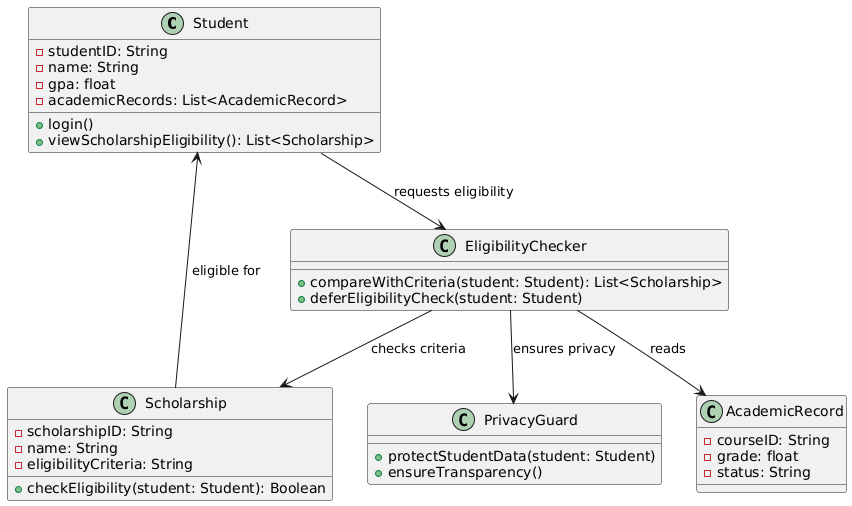 C Student
studentID: String
name: String
gpa: float
academicRecords: List<AcademicRecord>
login()
viewScholarshipEligibility(): List<Scholarship>
requests eligibility
C EligibilityChecker
compareWithCriteria(student: Student): List<Scholarship>
deferEligibilityCheck(student: Student)
eligible for
checks criteria
ensures privacy
reads
C Scholarship
scholarshipID: String
name: String
eligibilityCriteria: String
checkEligibility(student: Student): Boolean
C PrivacyGuard
protectStudentData(student: Student)
ensureTransparency()
C AcademicRecord
courseID: String
grade: float
status: String